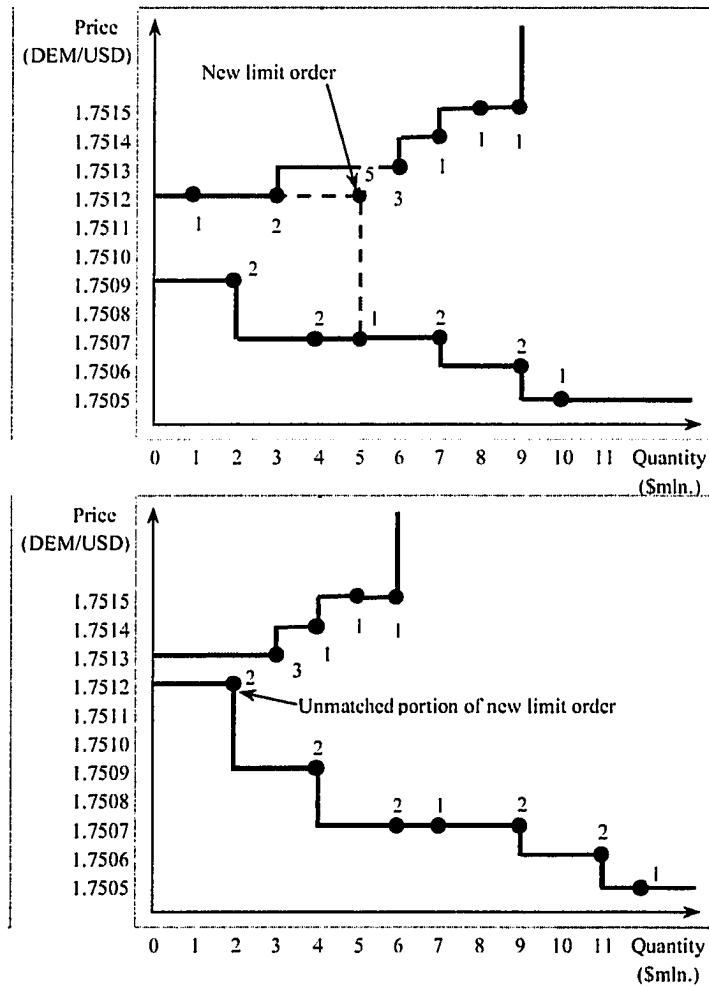 Price
(DEM/USD)
New limit order
1.7515
1.7514
1.7513
1.7512
1.7511
1.7510
1.7509
1.7508
1.7507
1.7506
1.7505
1 2 5 3 1 1 1
2 2 1 2 2 1
0 1 2 3 4 5 6 7 8 9 10 11 Quantity
($mln.)
Price
(DEM/USD)
1.7515
1.7514
1.7513
1.7512
1.7511
1.7510
1.7509
1.7508
1.7507
1.7506
1.7505
3 1 1 1
2
Unmatched portion of new limit order
2 2 1 2 2 1
0 1 2 3 4 5 6 7 8 9 10 11 Quantity
($mln.)